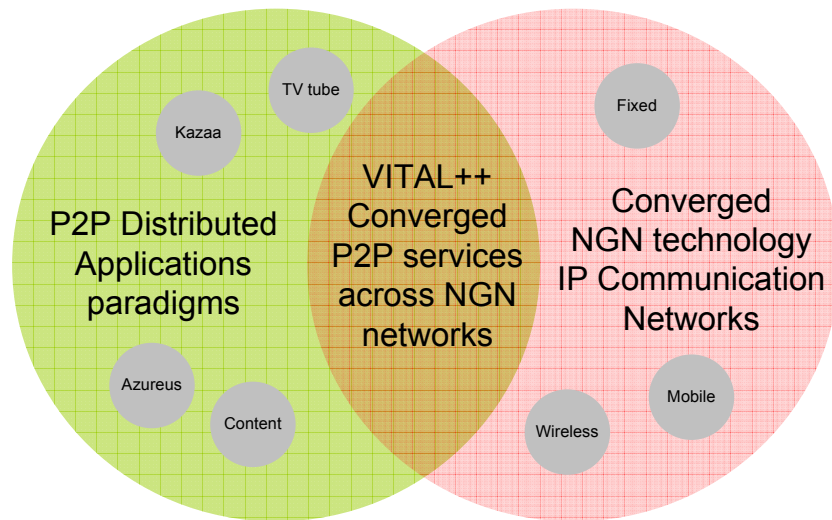 TV tube
Kazaa
P2P Distributed
Applications
paradigms
Azureus
Content
VITAL++
Converged
P2P services
across NGN
networks
Fixed
Converged
NGN technology
IP Communication
Networks
Mobile
Wireless